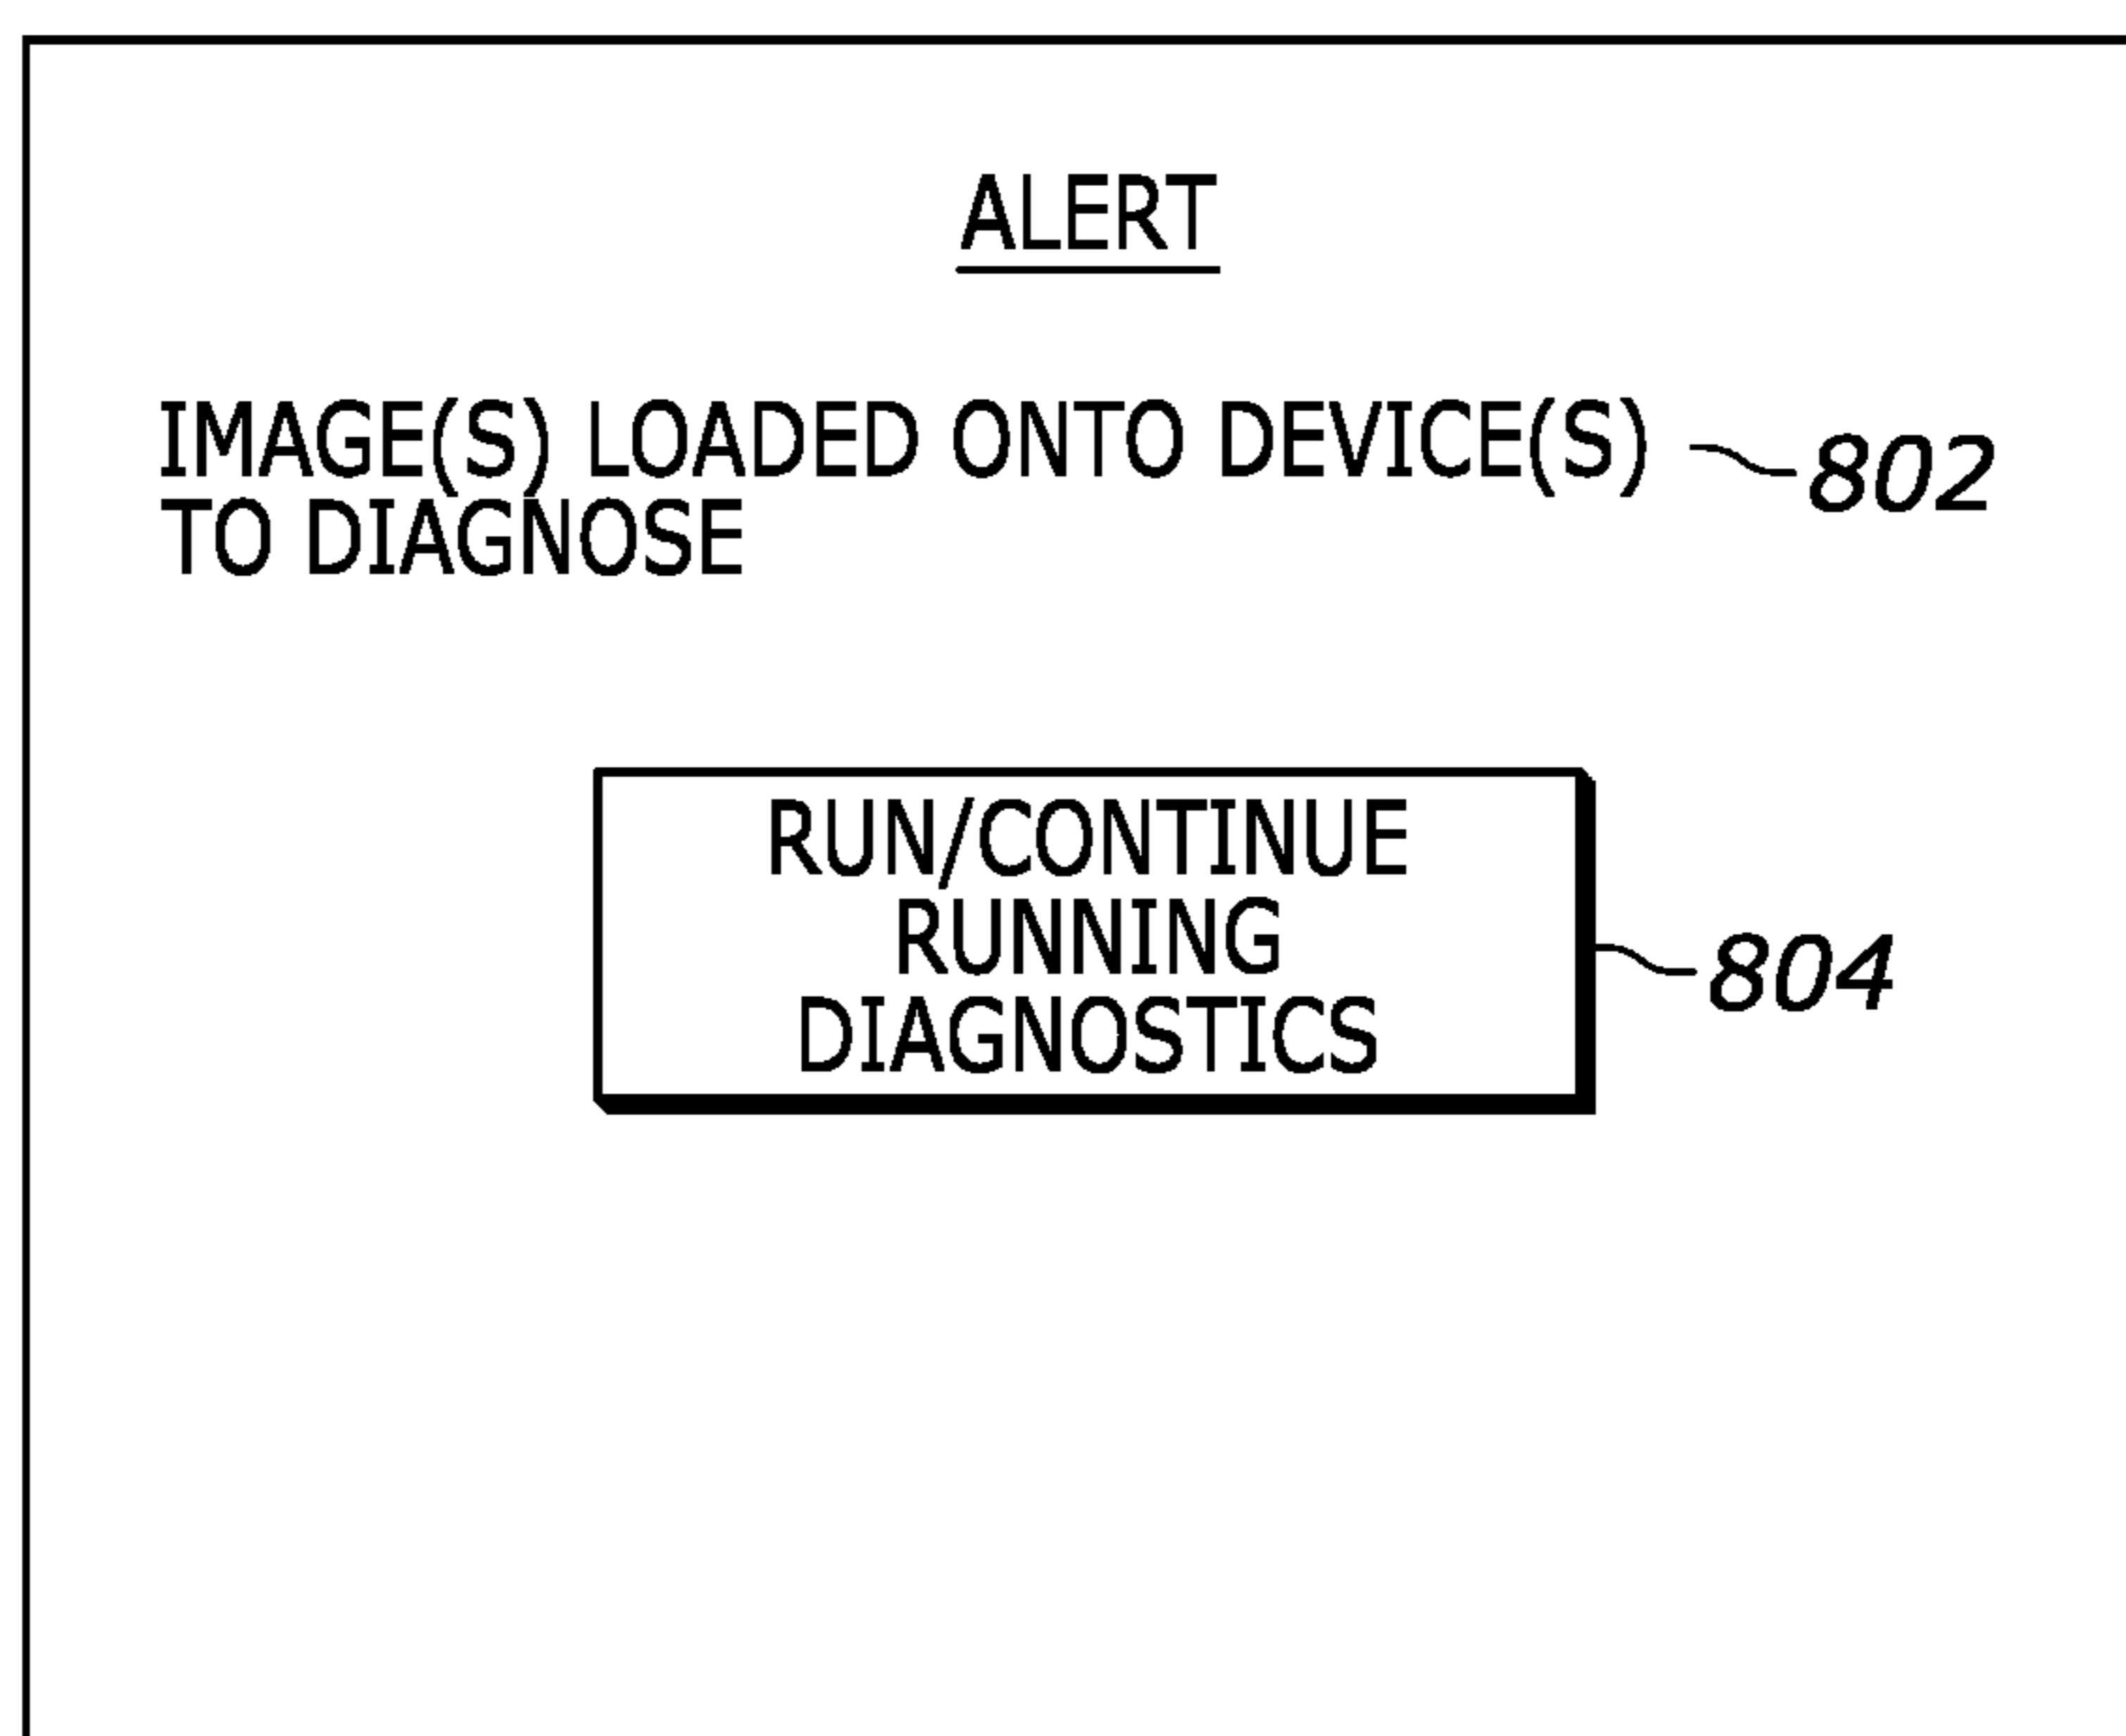 ALERT
IMAGE(S) LOADED ONTO DEVICE(S) 802
TO DIAGNOSE
RUN/CONTINUE
RUNNING
DIAGNOSTICS
804